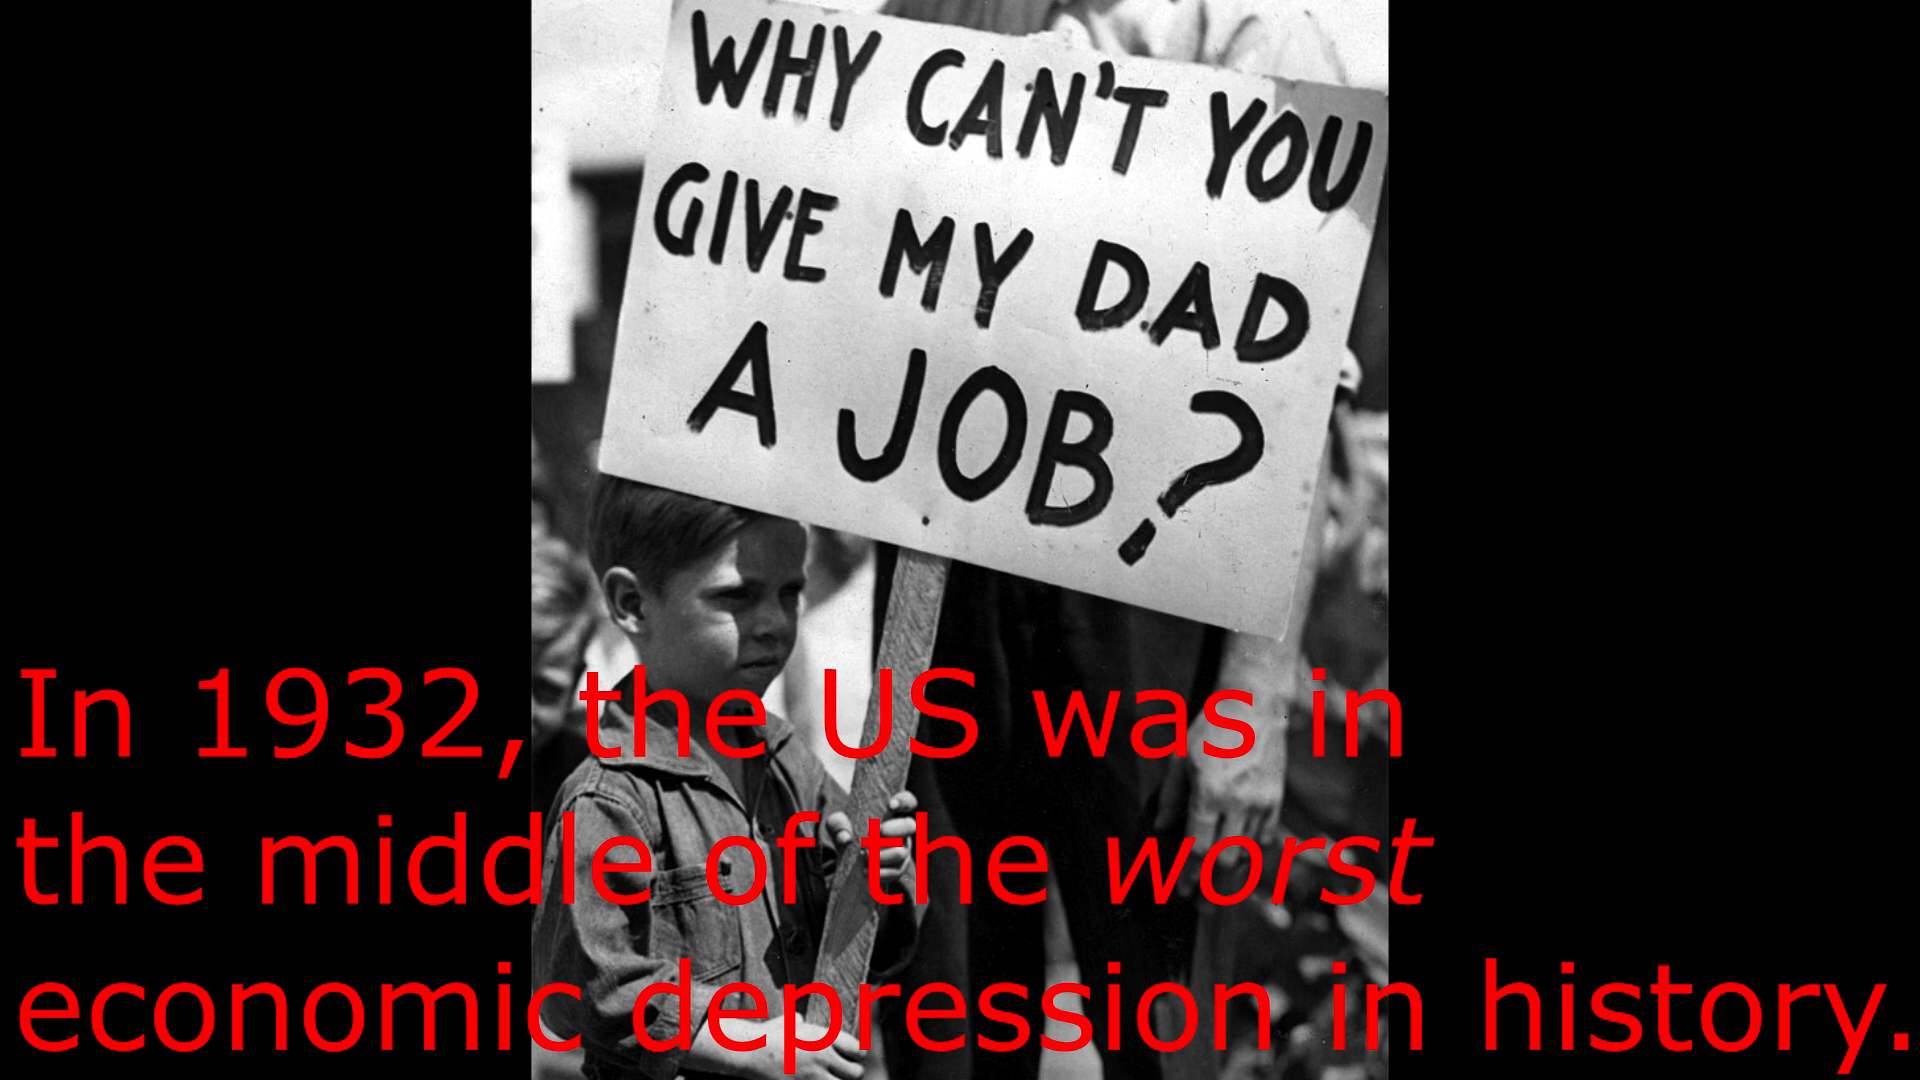 WHY CAN'T YOU
GIVE MY DAD
A JOB?
In 1932, the US was in
the middle of the worst
economic depression in history.